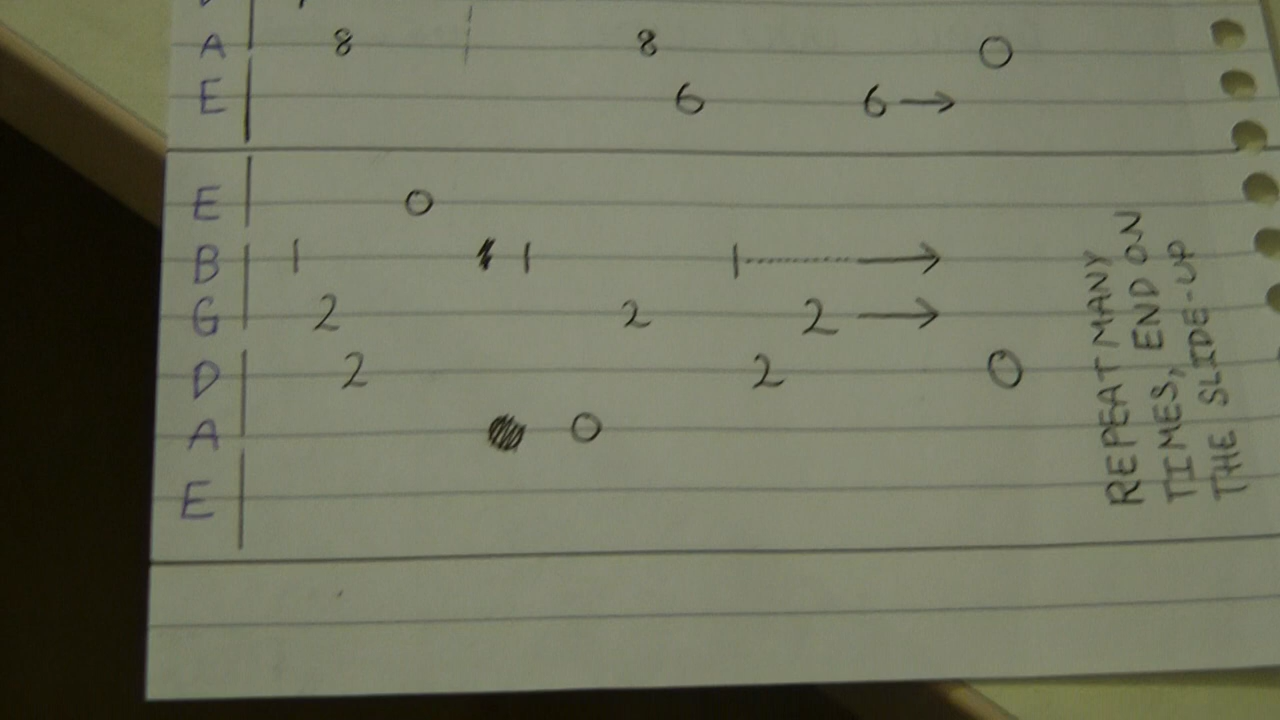 A 8 8 0
E 6 6 →
E 0
B 1 1 1 →
G 2 2 2 →
D 2 2 0
A 0
E
REPEAT MANY
TIMES, END ON
THE SLIDE-UP